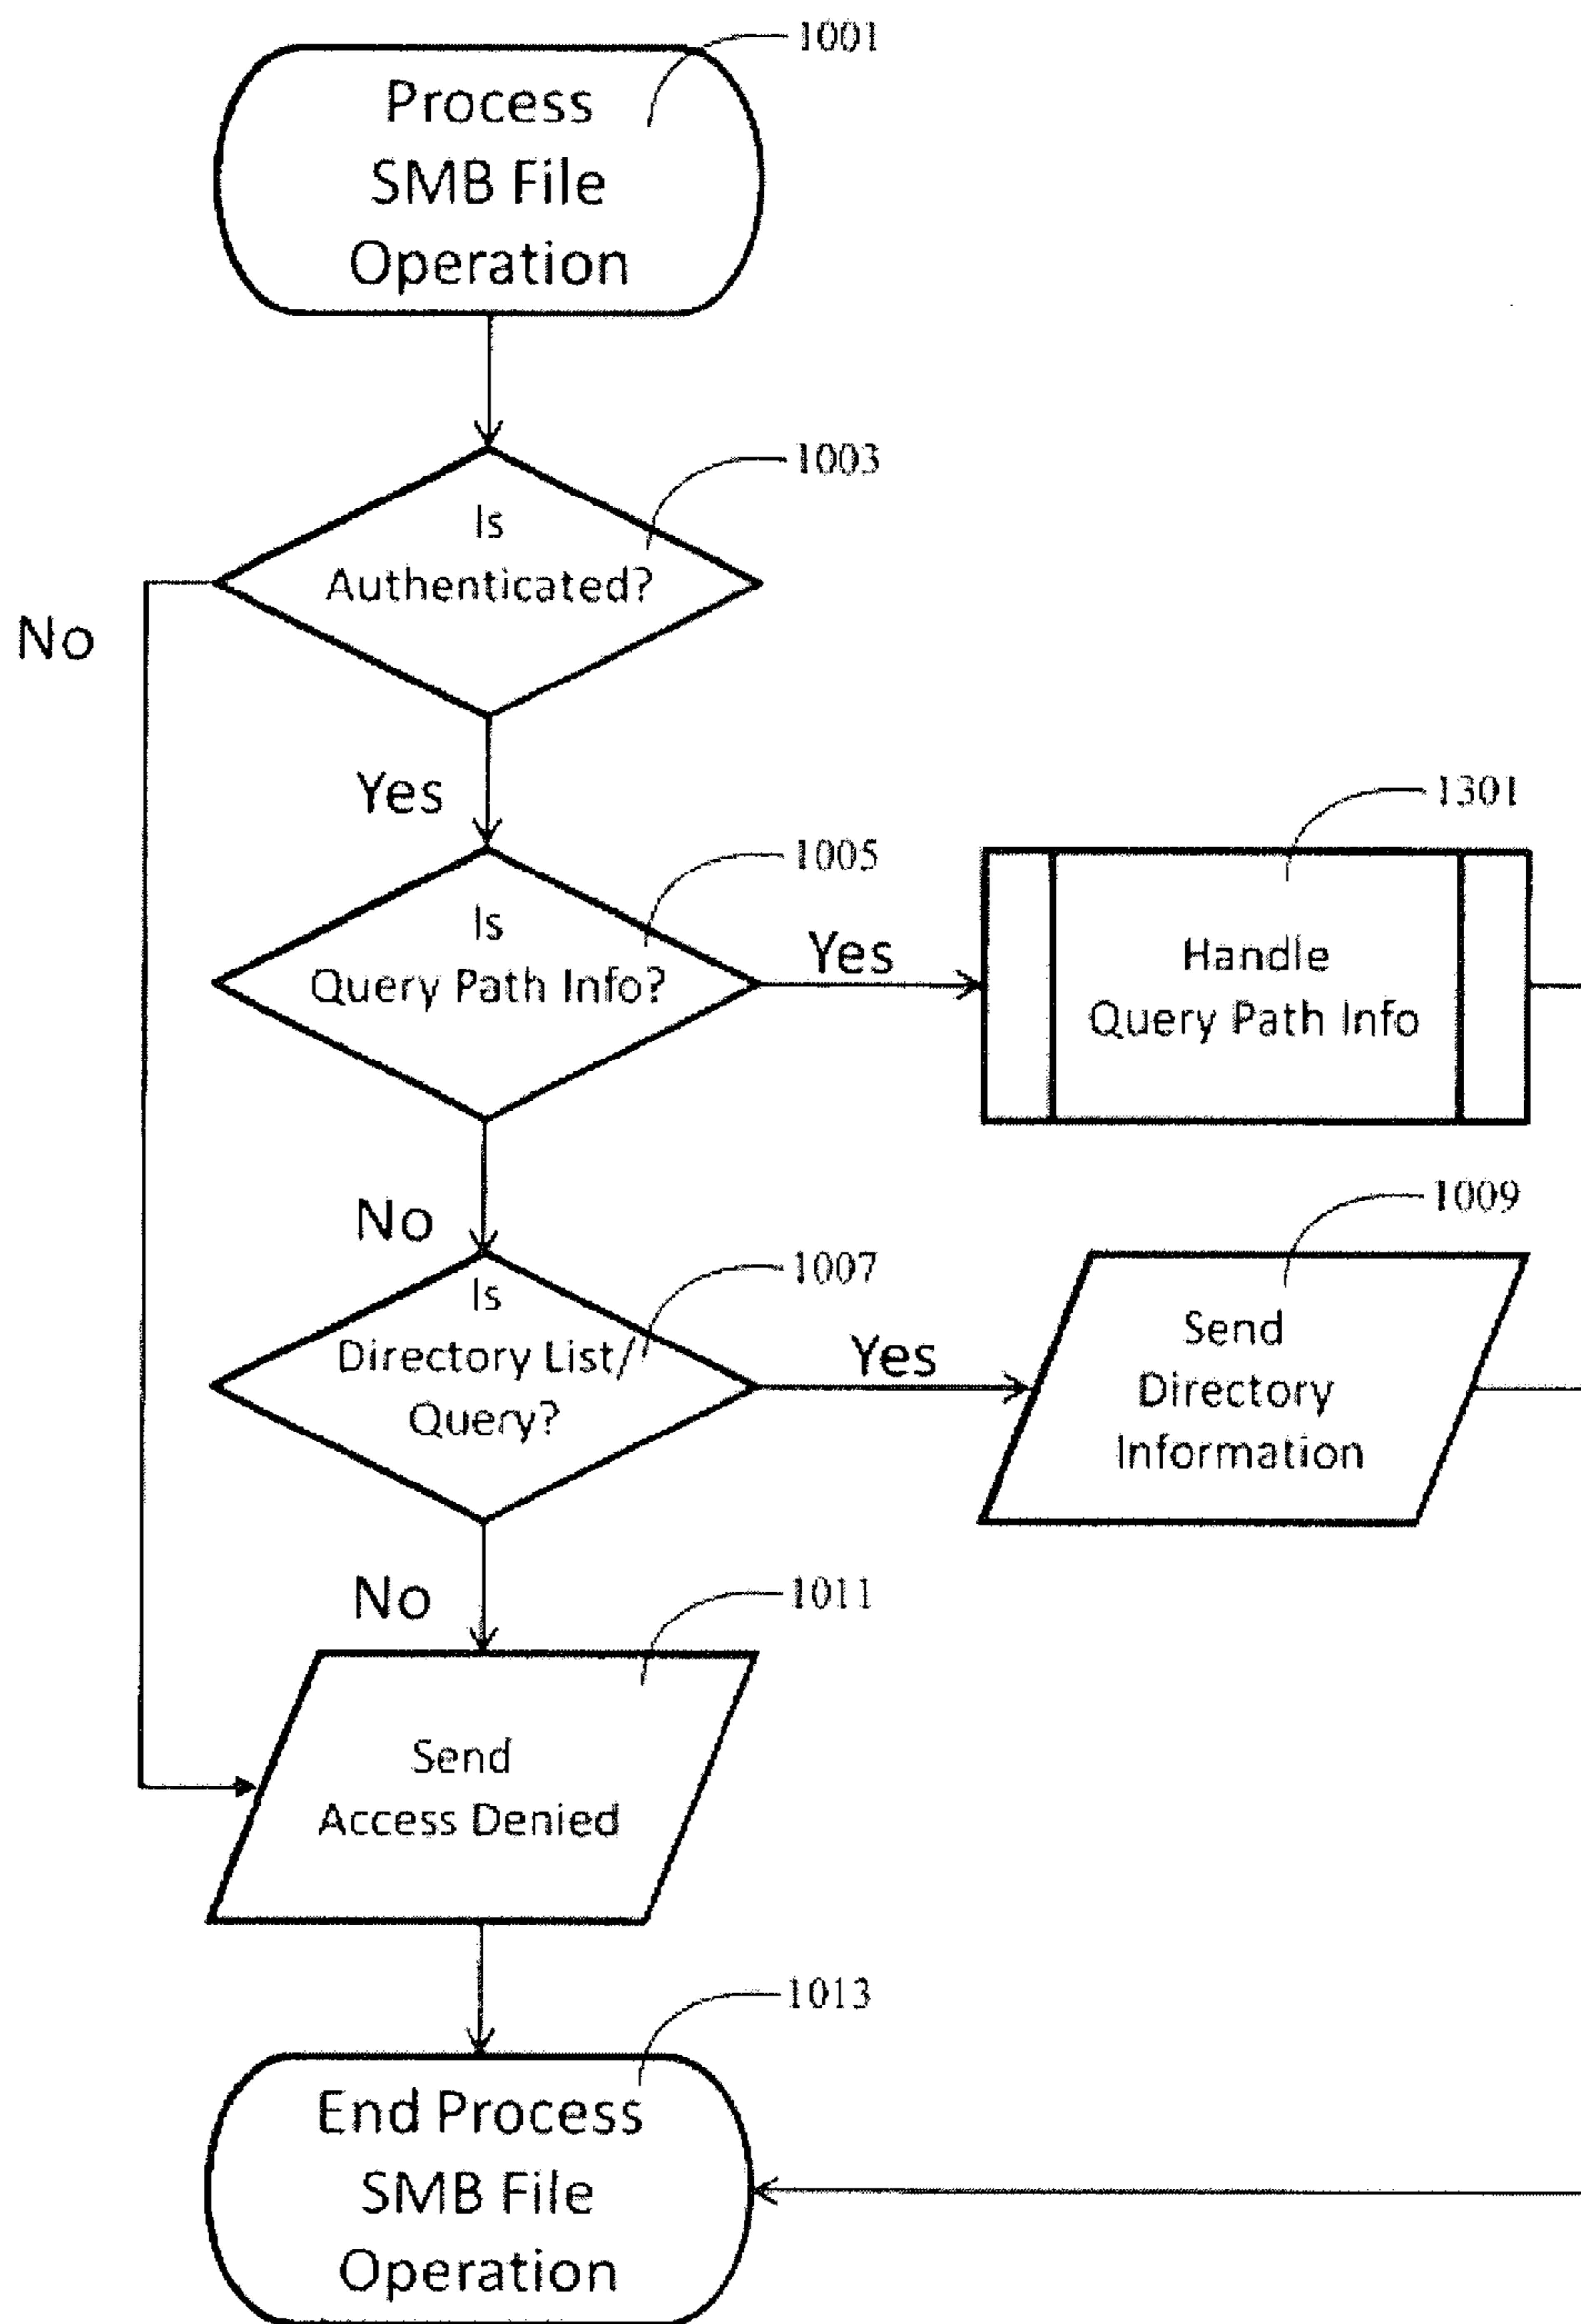 1001
Process
SMB File
Operation
1003
Is
Authenticated?
No
Yes
1301
1005
Is
Query Path Info?
Yes
Handle
Query Path Info
No
1009
1007
Is
Directory List/
Query?
Yes
Send
Directory
Information
No
1011
Send
Access Denied
1013
End Process
SMB File
Operation